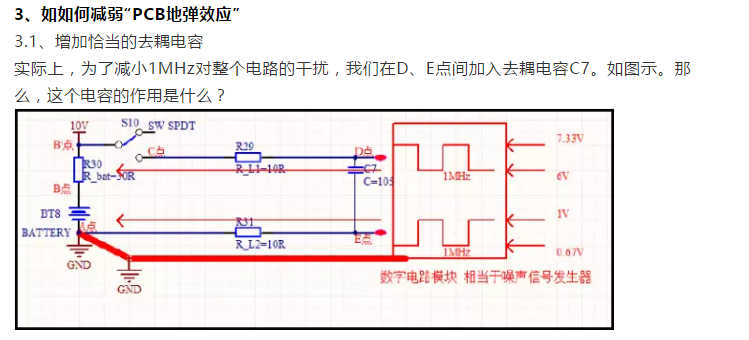 3、如如何减弱“PCB地弹效应”
3.1、增加恰当的去耦电容
实际上，为了减小1MHz对整个电路的干扰，我们在D、E点间加入去耦电容C7。如图示。那
么，这个电容的作用是什么？
10V
S10
SW SPDT
B'点
C点
R29
D点
7.33V
R30
R_bat=30R
R_L1=10R
C7
C=105
1MHz
6V
B点
BT8
BATTERY
A点
R31
R_L2=10R
E点
1V
1MHz
0.67V
GND
GND
数字电路模块 相当于噪声信号发生器